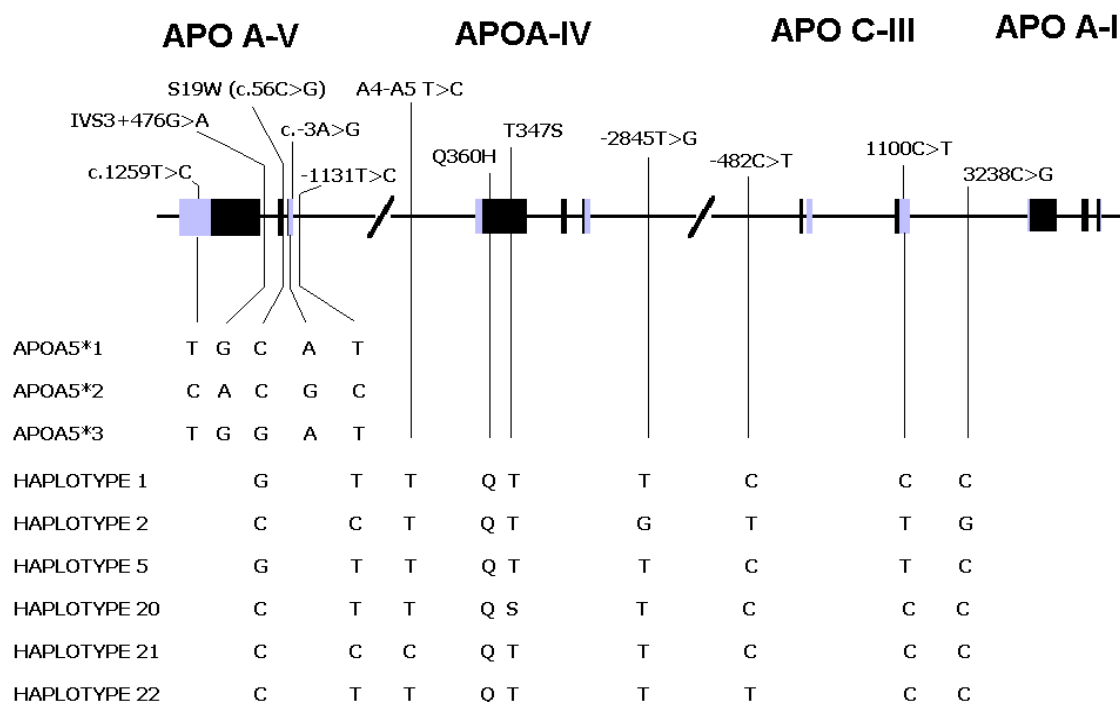 APO A-V APOA-IV APO C-III APO A-I
S19W (c.56C>G) A4-A5 T>C
IVS3+476G>A c.-3A>G T347S -2845T>G
c.1259T>C -1131T>C Q360H -482C>T 1100C>T 3238C>G
APOA5*1 T G C A T
APOA5*2 C A C G C
APOA5*3 T G G A T
HAPLOTYPE 1 G T T Q T T C C C
HAPLOTYPE 2 C C T Q T G T T G
HAPLOTYPE 5 G T T Q T T C T C
HAPLOTYPE 20 C T T Q S T C C C
HAPLOTYPE 21 C C C Q T T C C C
HAPLOTYPE 22 C T T Q T T T C C